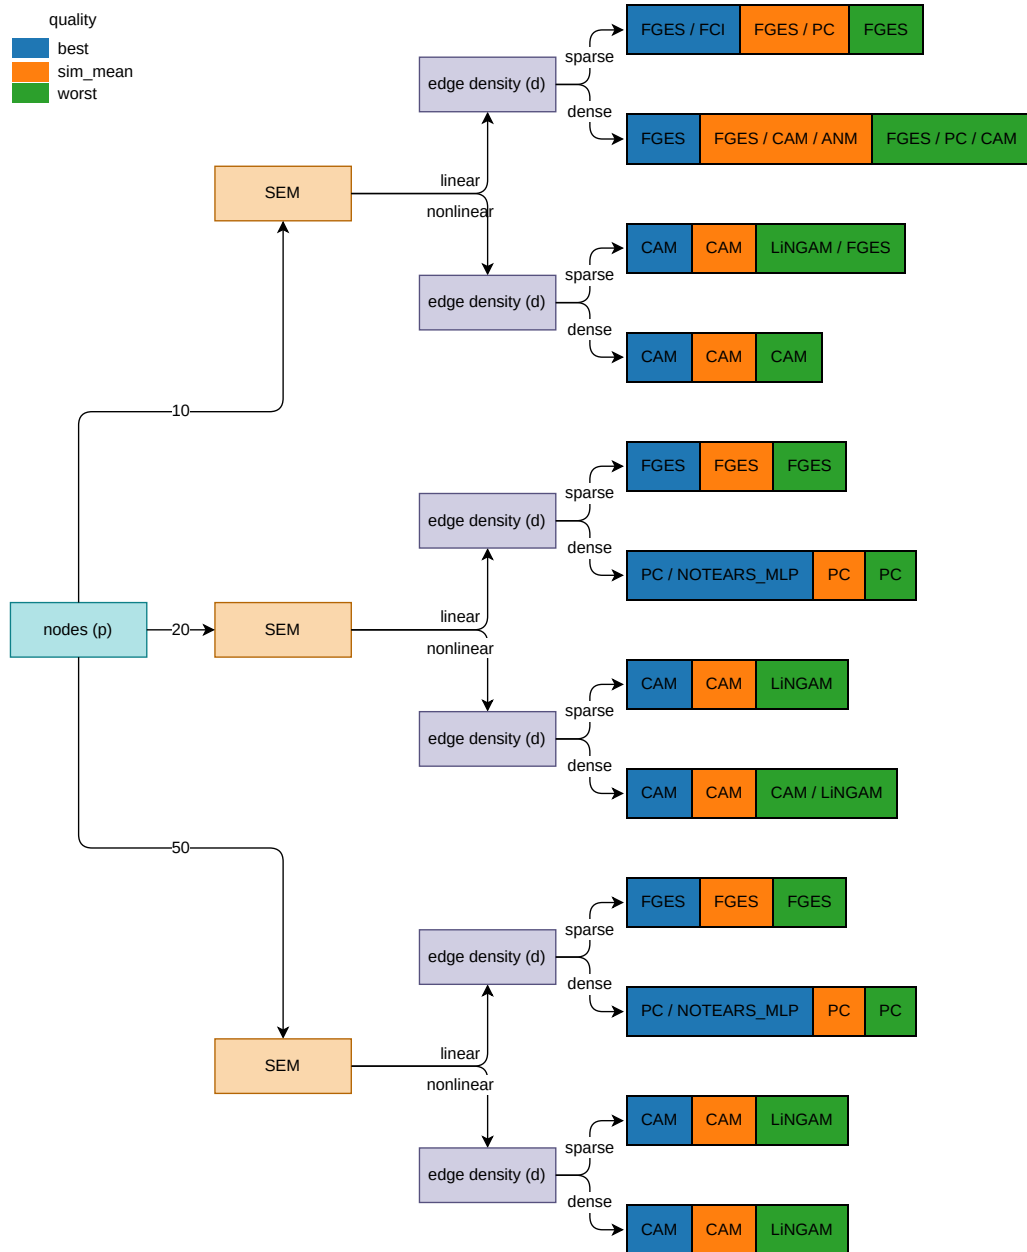 quality
best
sim_mean
worst
nodes (p)
10
20
50
SEM
linear
nonlinear
edge density (d)
sparse
dense
FGES / FCI FGES / PC FGES
FGES FGES / CAM / ANM FGES / PC / CAM
edge density (d)
sparse
dense
CAM CAM LiNGAM / FGES
CAM CAM CAM
SEM
linear
nonlinear
edge density (d)
sparse
dense
FGES FGES FGES
PC / NOTEARS_MLP PC PC
edge density (d)
sparse
dense
CAM CAM LiNGAM
CAM CAM CAM / LiNGAM
SEM
linear
nonlinear
edge density (d)
sparse
dense
FGES FGES FGES
PC / NOTEARS_MLP PC PC
edge density (d)
sparse
dense
CAM CAM LiNGAM
CAM CAM LiNGAM